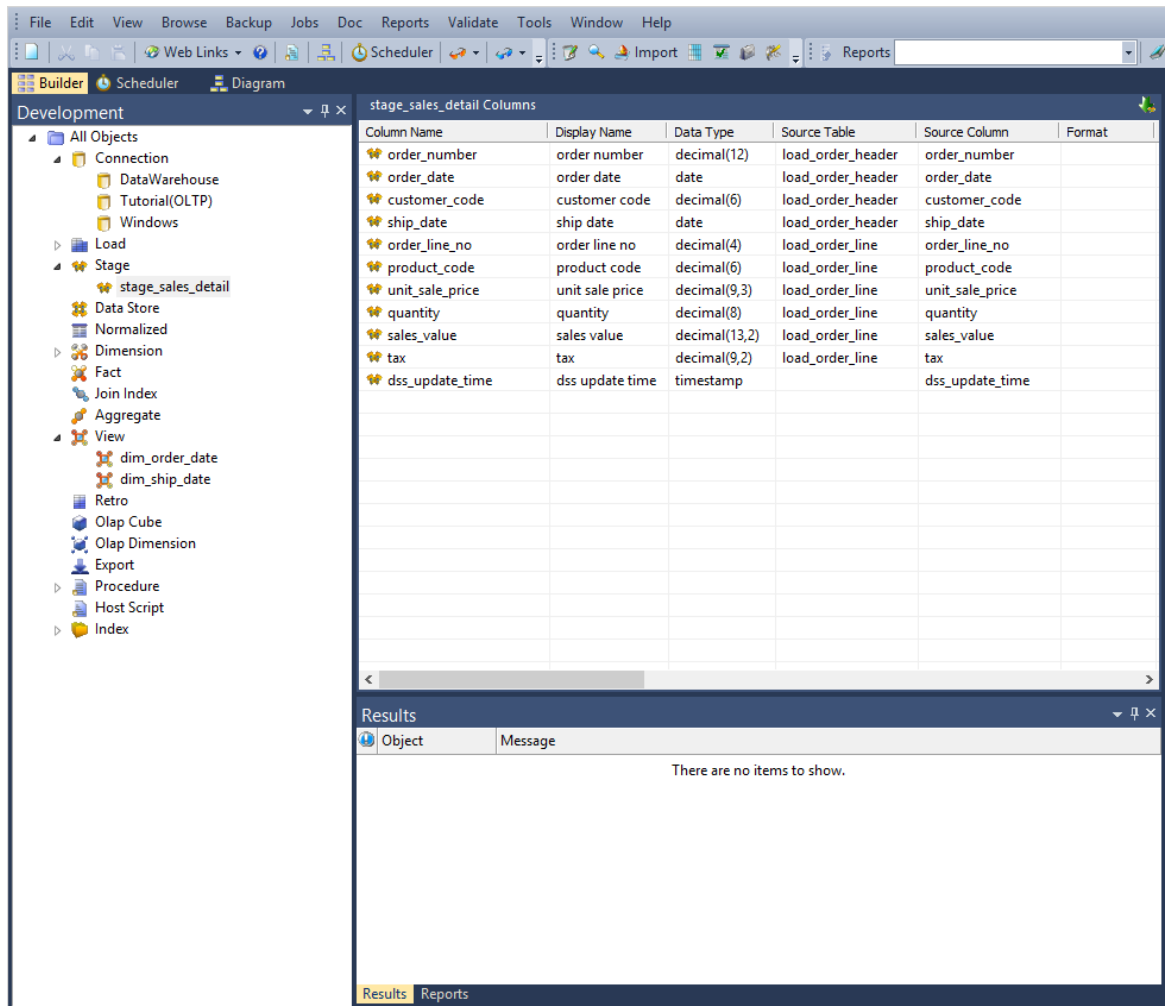 File Edit View Browse Backup Jobs Doc Reports Validate Tools Window Help
Web Links Scheduler Import Reports
Builder Scheduler Diagram
Development
All Objects
Connection
DataWarehouse
Tutorial(OLTP)
Windows
Load
Stage
stage_sales_detail
Data Store
Normalized
Dimension
Fact
Join Index
Aggregate
View
dim_order_date
dim_ship_date
Retro
Olap Cube
Olap Dimension
Export
Procedure
Host Script
Index
stage_sales_detail Columns
Column Name Display Name Data Type Source Table Source Column Format
order_number order number decimal(12) load_order_header order_number
order_date order date date load_order_header order_date
customer_code customer code decimal(6) load_order_header customer_code
ship_date ship date date load_order_header ship_date
order_line_no order line no decimal(4) load_order_line order_line_no
product_code product code decimal(6) load_order_line product_code
unit_sale_price unit sale price decimal(9,3) load_order_line unit_sale_price
quantity quantity decimal(8) load_order_line quantity
sales_value sales value decimal(13,2) load_order_line sales_value
tax tax decimal(9,2) load_order_line tax
dss_update_time dss update time timestamp dss_update_time
Results
Object Message
There are no items to show.
Results Reports